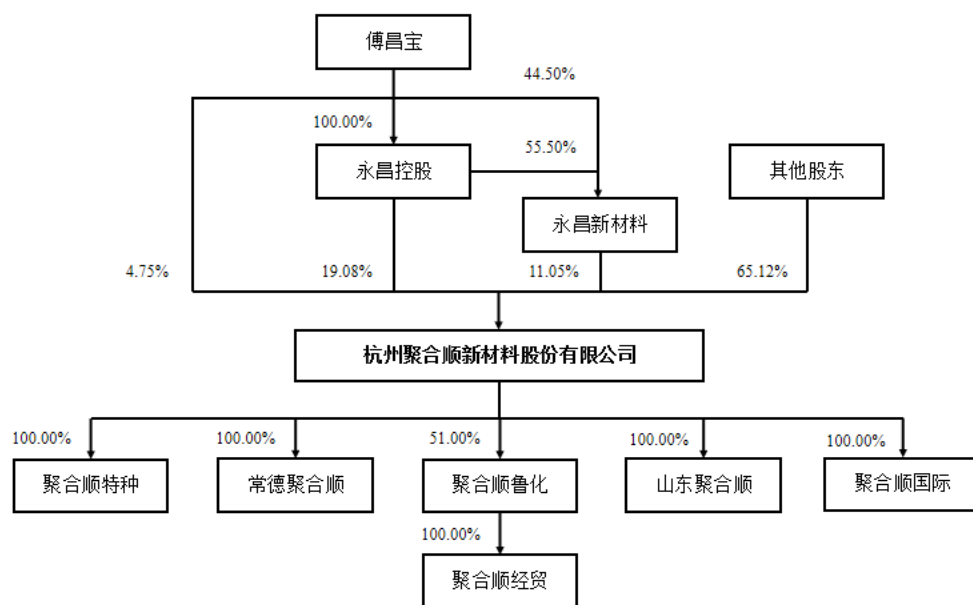 傅昌宝
44.50%
100.00%
55.50%
永昌控股
其他股东
永昌新材料
4.75%
19.08%
11.05%
65.12%
杭州聚合顺新材料股份有限公司
100.00%
100.00%
51.00%
100.00%
100.00%
聚合顺特种
常德聚合顺
聚合顺鲁化
山东聚合顺
聚合顺国际
100.00%
聚合顺经贸